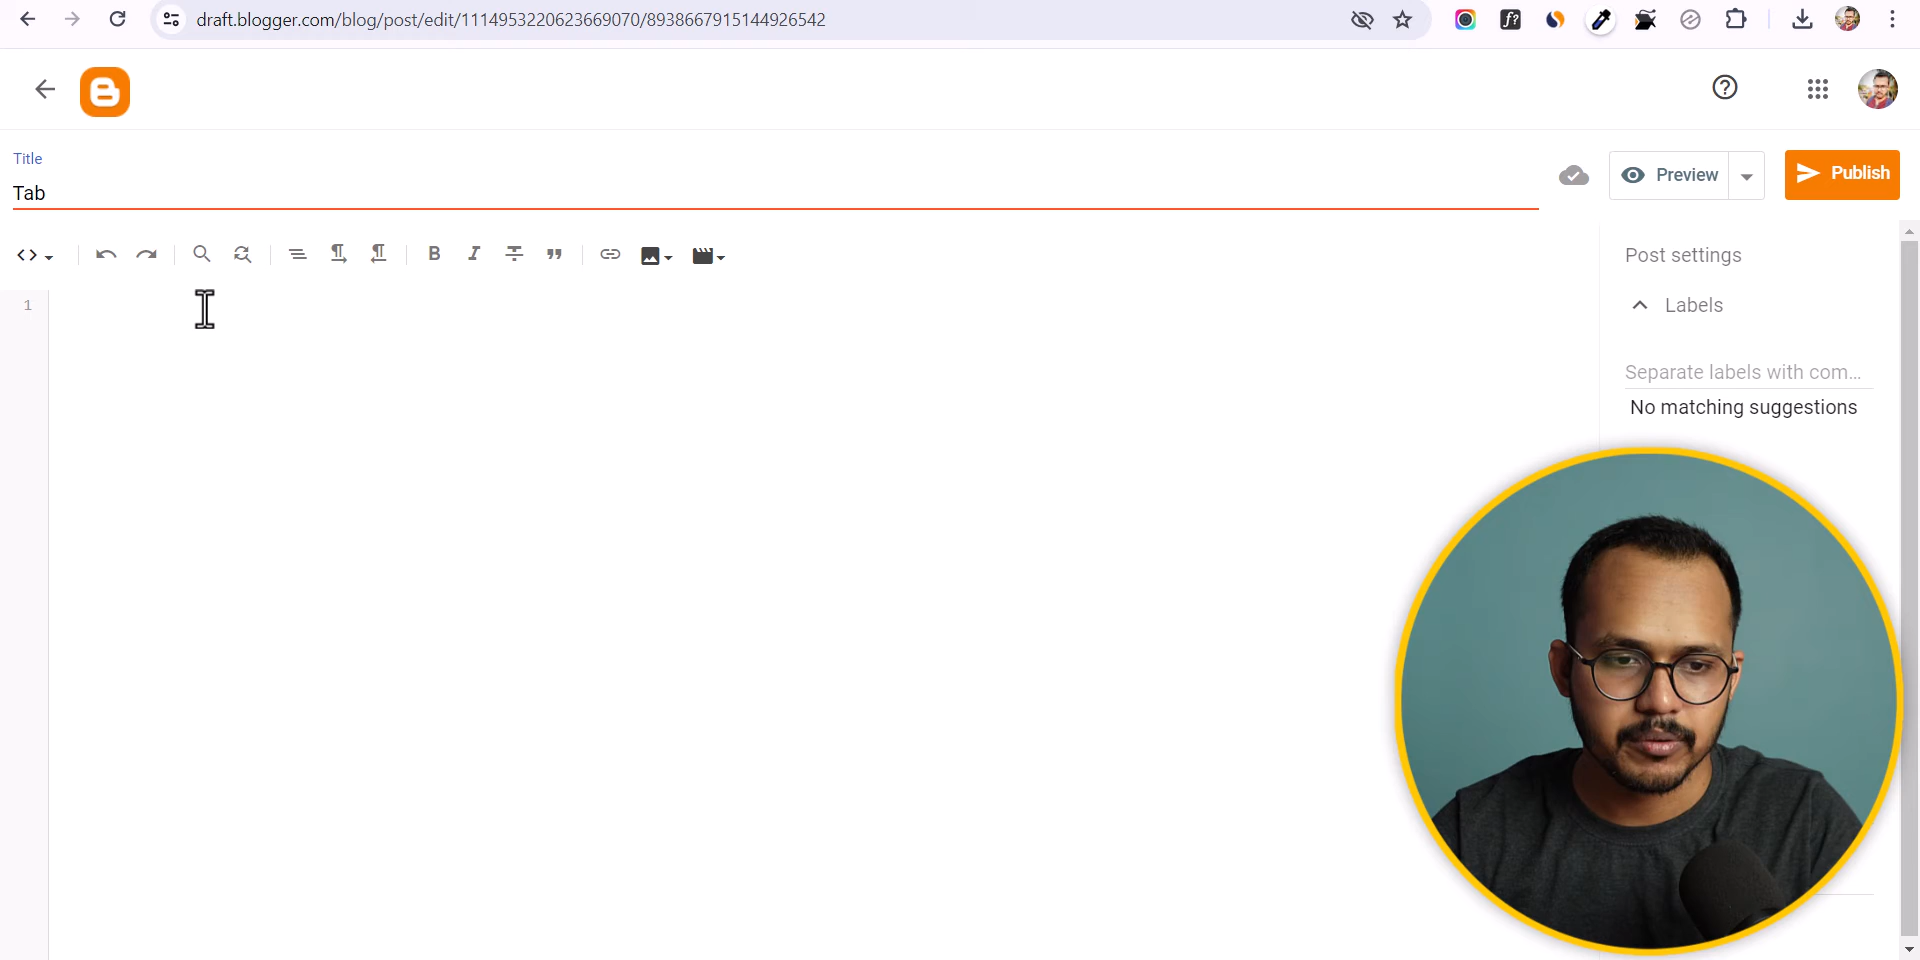 draft.blogger.com/blog/post/edit/1114953220623669070/8938667915144926542
Title
Tab
Preview
Publish
1
Post settings
Labels
Separate labels with com...
No matching suggestions